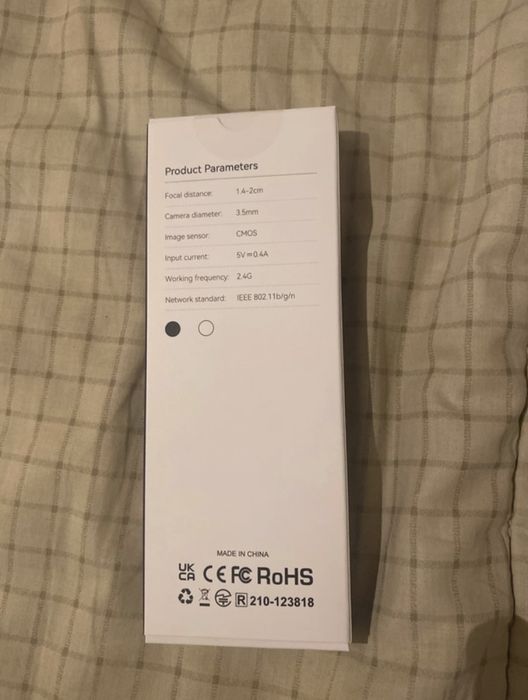 Product Parameters
Focal distance: 1.4-2cm
Camera diameter: 3.5mm
Image sensor: CMOS
Input current: 5V⎓0.4A
Working frequency: 2.4G
Network standard: IEEE 802.11b/g/n
MADE IN CHINA
UK
CA CE FC RoHS
R 210-123818